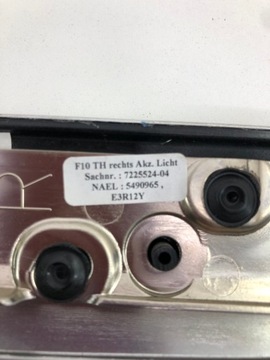 F10 TH rechts Akz. Licht
Sachnr. : 7225524-04
NAEL : 5490965 ,
E3R12Y